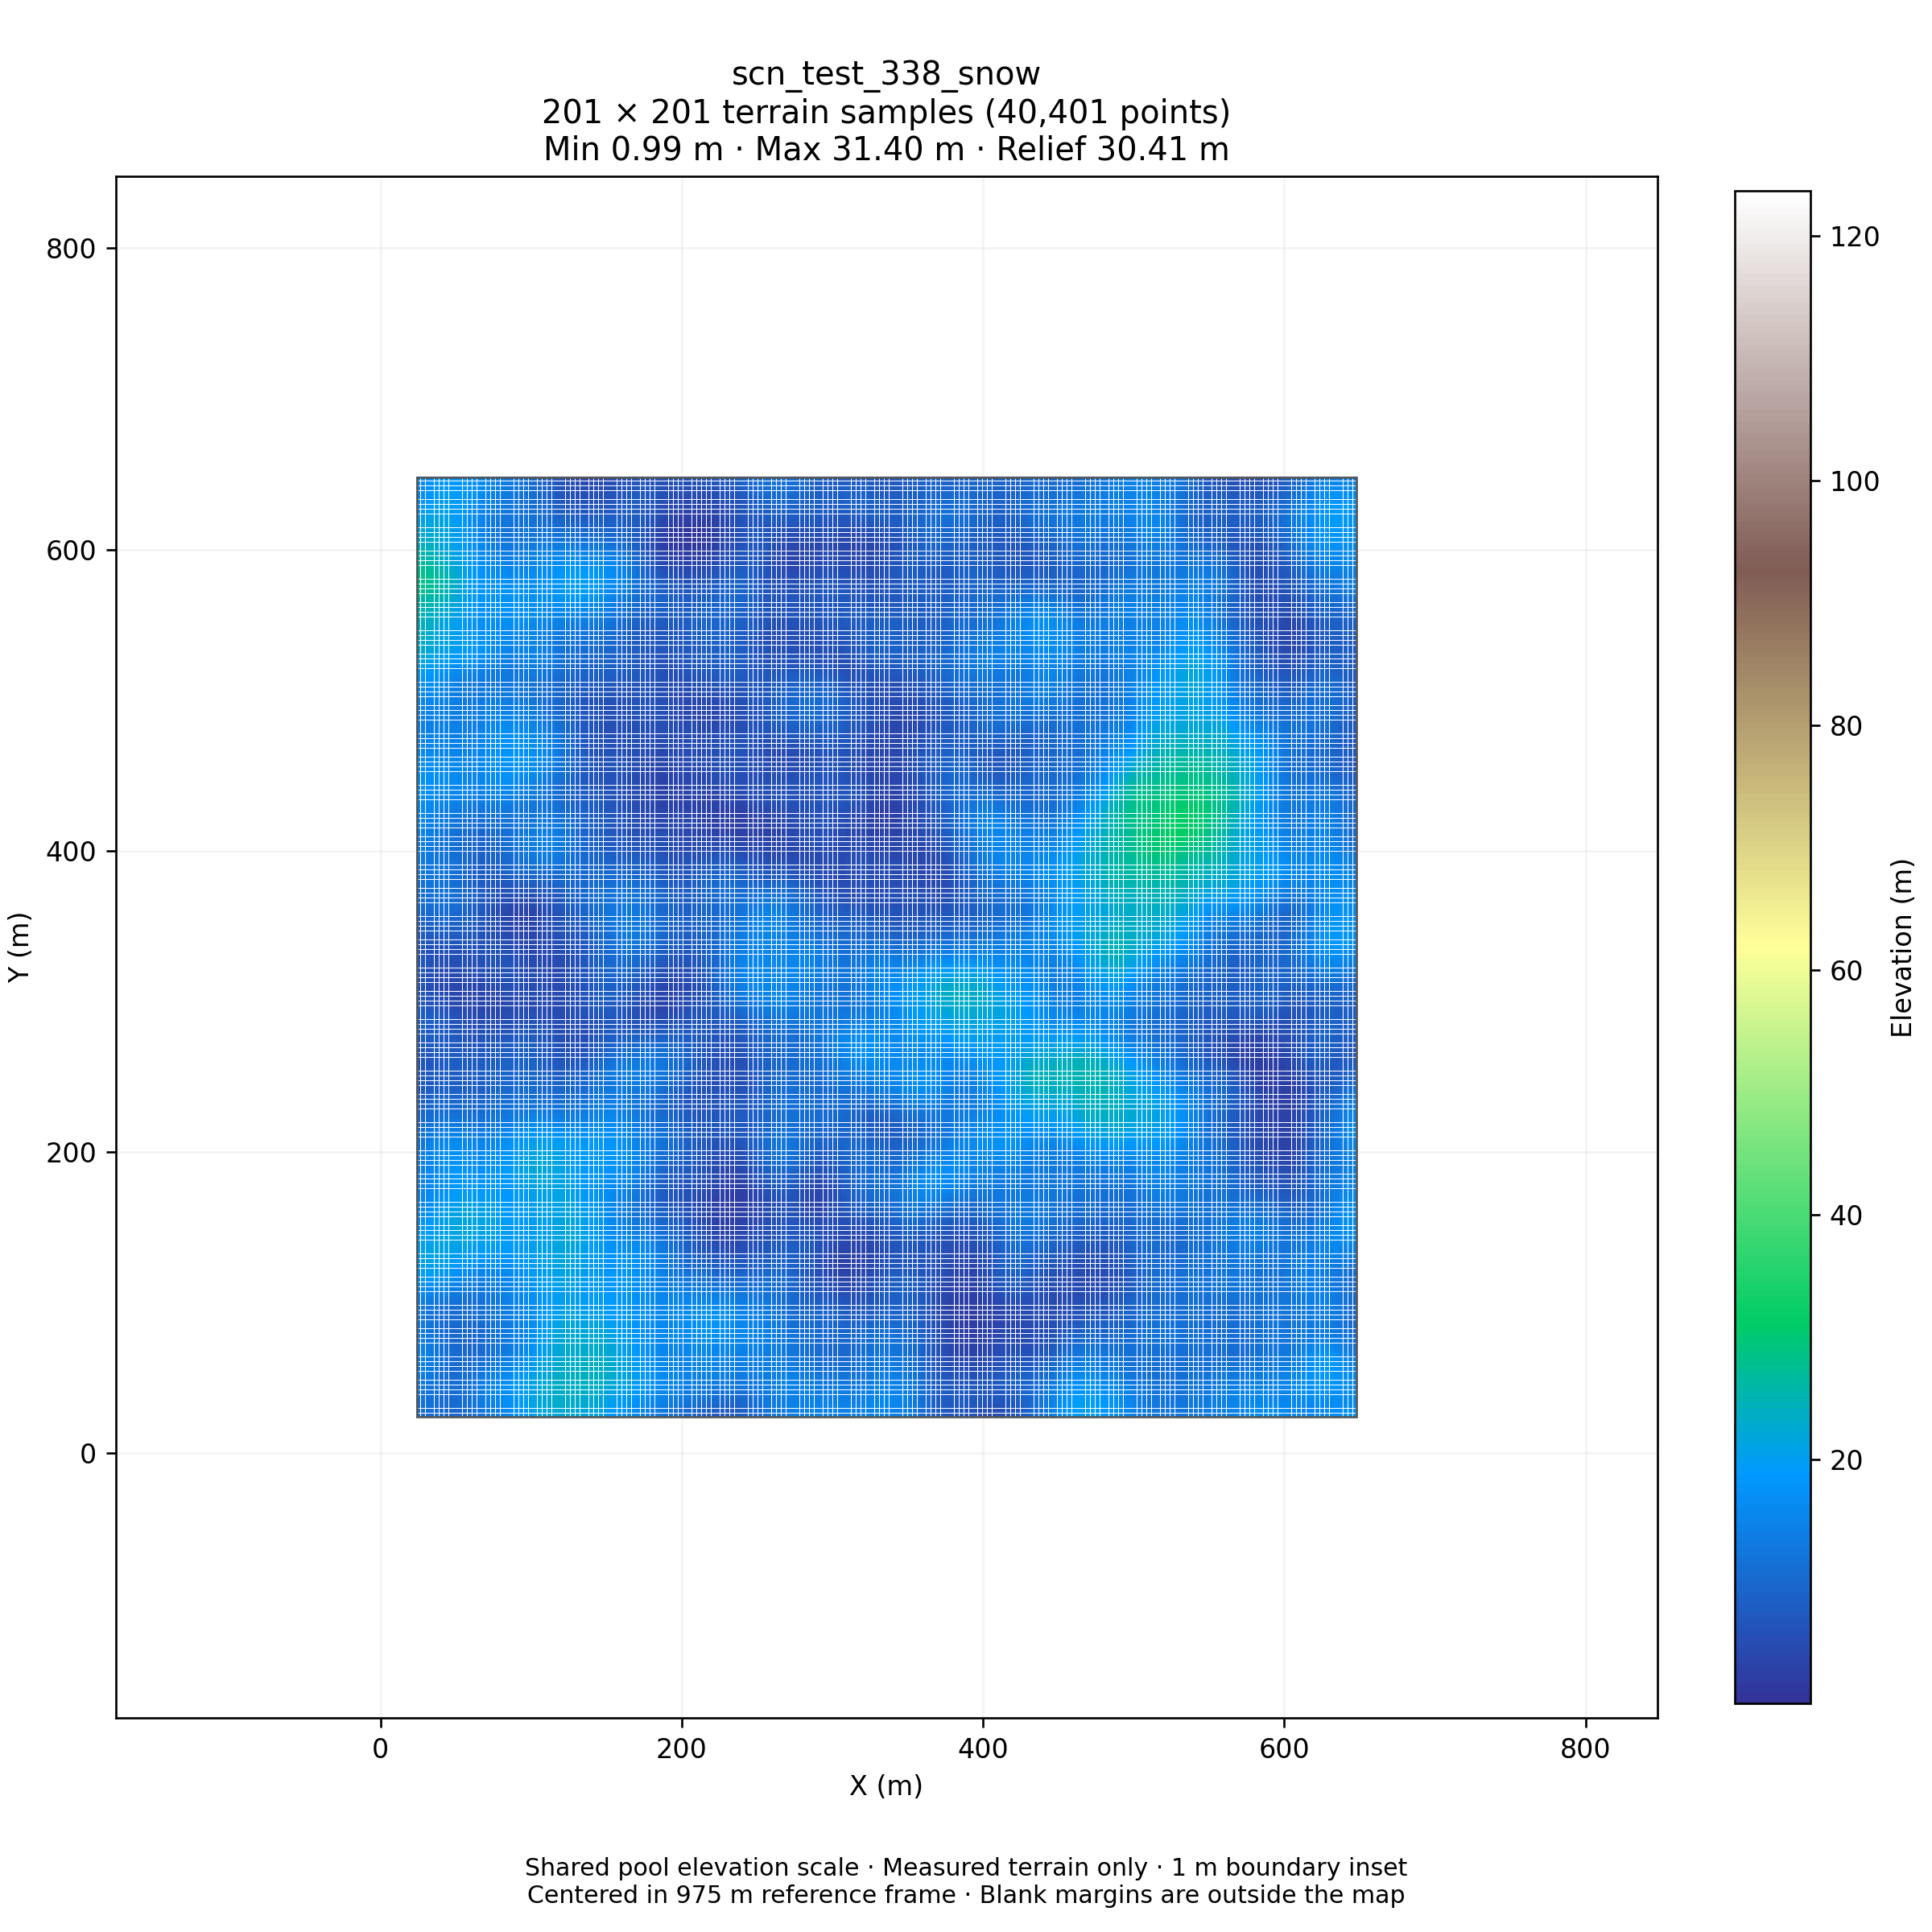 scn_test_338_snow
201 × 201 terrain samples (40,401 points)
Min 0.99 m · Max 31.40 m · Relief 30.41 m
800
600
400
200
0
Y (m)
0
200
400
600
800
X (m)
120
100
80
60
40
20
Elevation (m)
Shared pool elevation scale · Measured terrain only · 1 m boundary inset
Centered in 975 m reference frame · Blank margins are outside the map